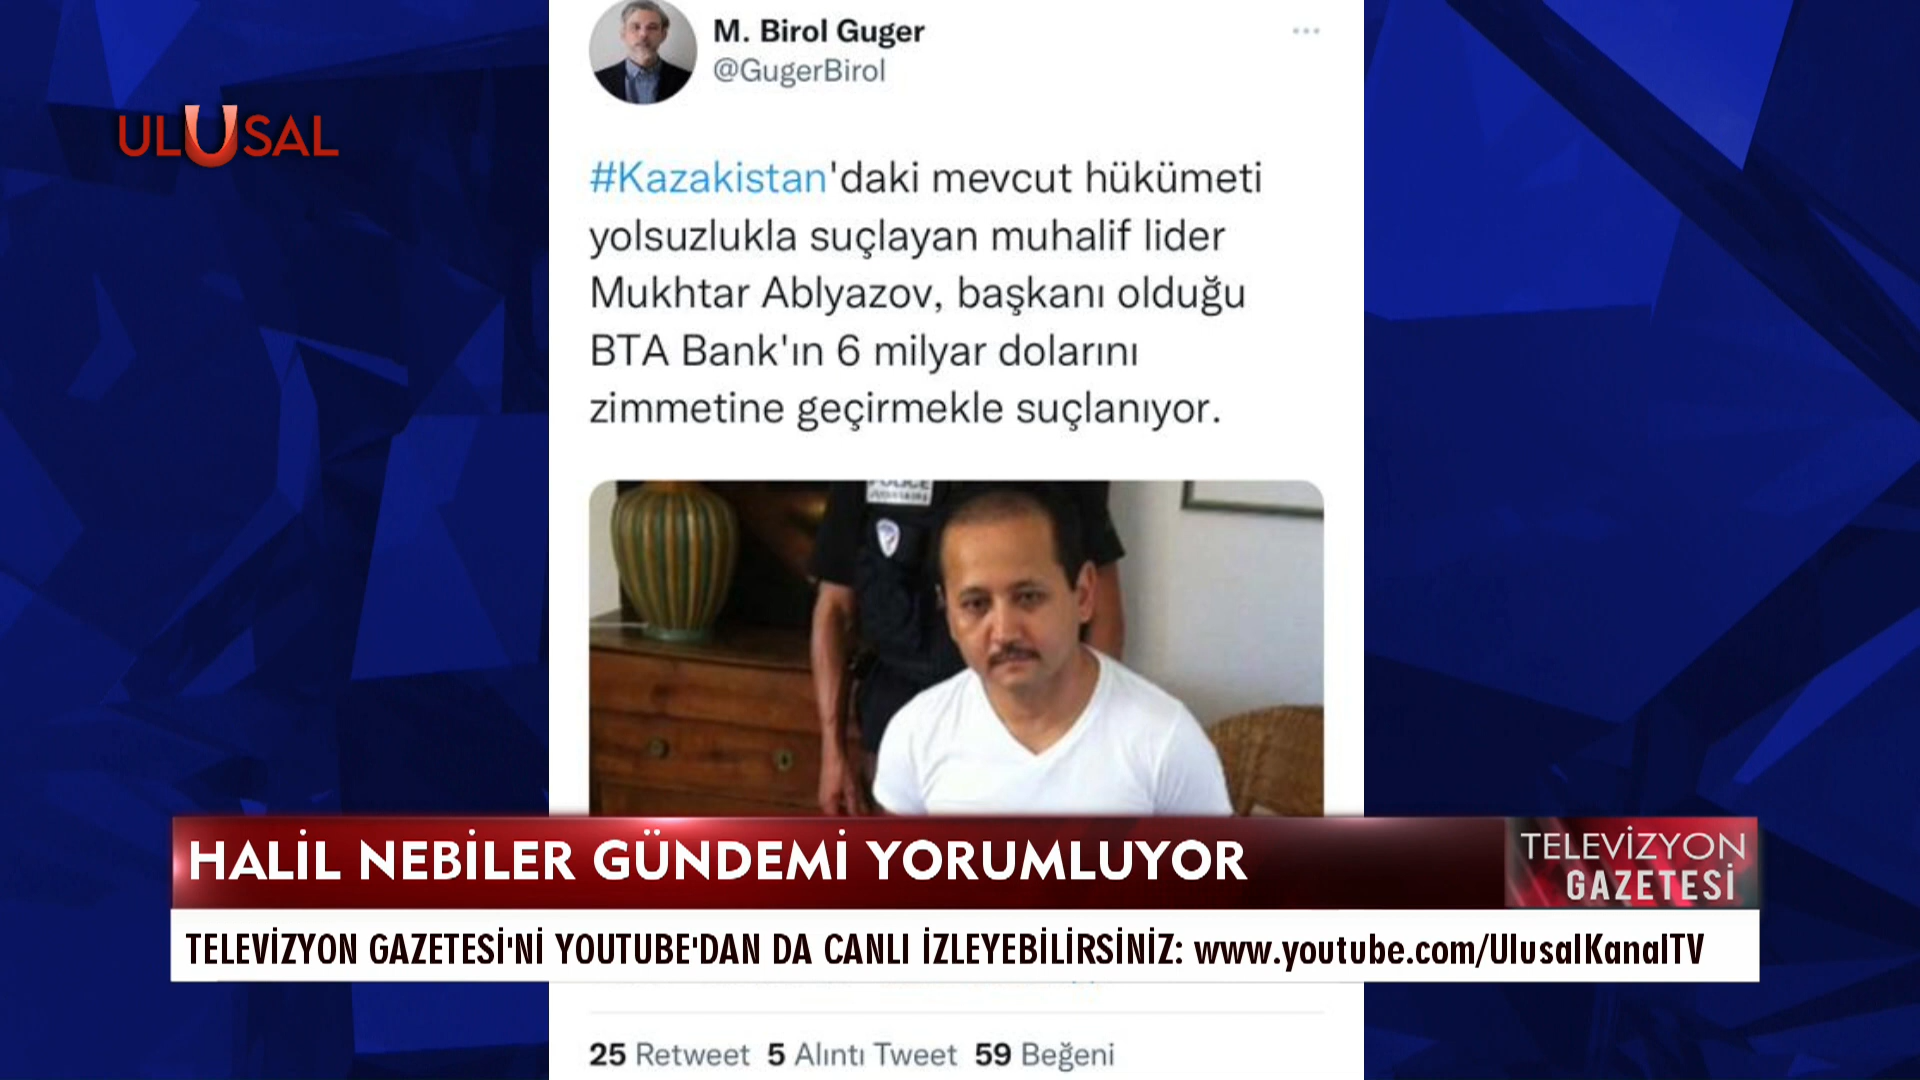 M. Birol Guger
@GugerBirol
ULUSAL
#Kazakistan'daki mevcut hükümeti
yolsuzlukla suçlayan muhalif lider
Mukhtar Ablyazov, başkanı olduğu
BTA Bank'ın 6 milyar dolarını
zimmetine geçirmekle suçlanıyor.
POLICE
HALİL NEBİLER GÜNDEMİ YORUMLUYOR
TELEVİZYON
GAZETESİ
TELEVİZYON GAZETESİ'Nİ YOUTUBE'DAN DA CANLI İZLEYEBİLİRSİNİZ: www.youtube.com/UlusalKanalTV
25 Retweet 5 Alıntı Tweet 59 Beğeni